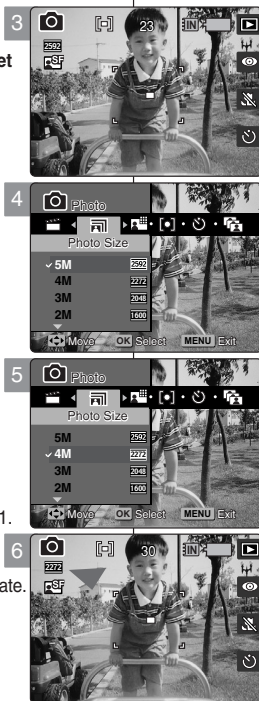 3
23
IN
2592
SF
et
4
Photo
Photo Size
5M 2592
4M 2272
3M 2048
2M 1600
Move OK Select MENU Exit
5
Photo
Photo Size
5M 2592
4M 2272
3M 2048
2M 1600
1.
Move OK Select MENU Exit
6
30
IN
2272
SF
ate.